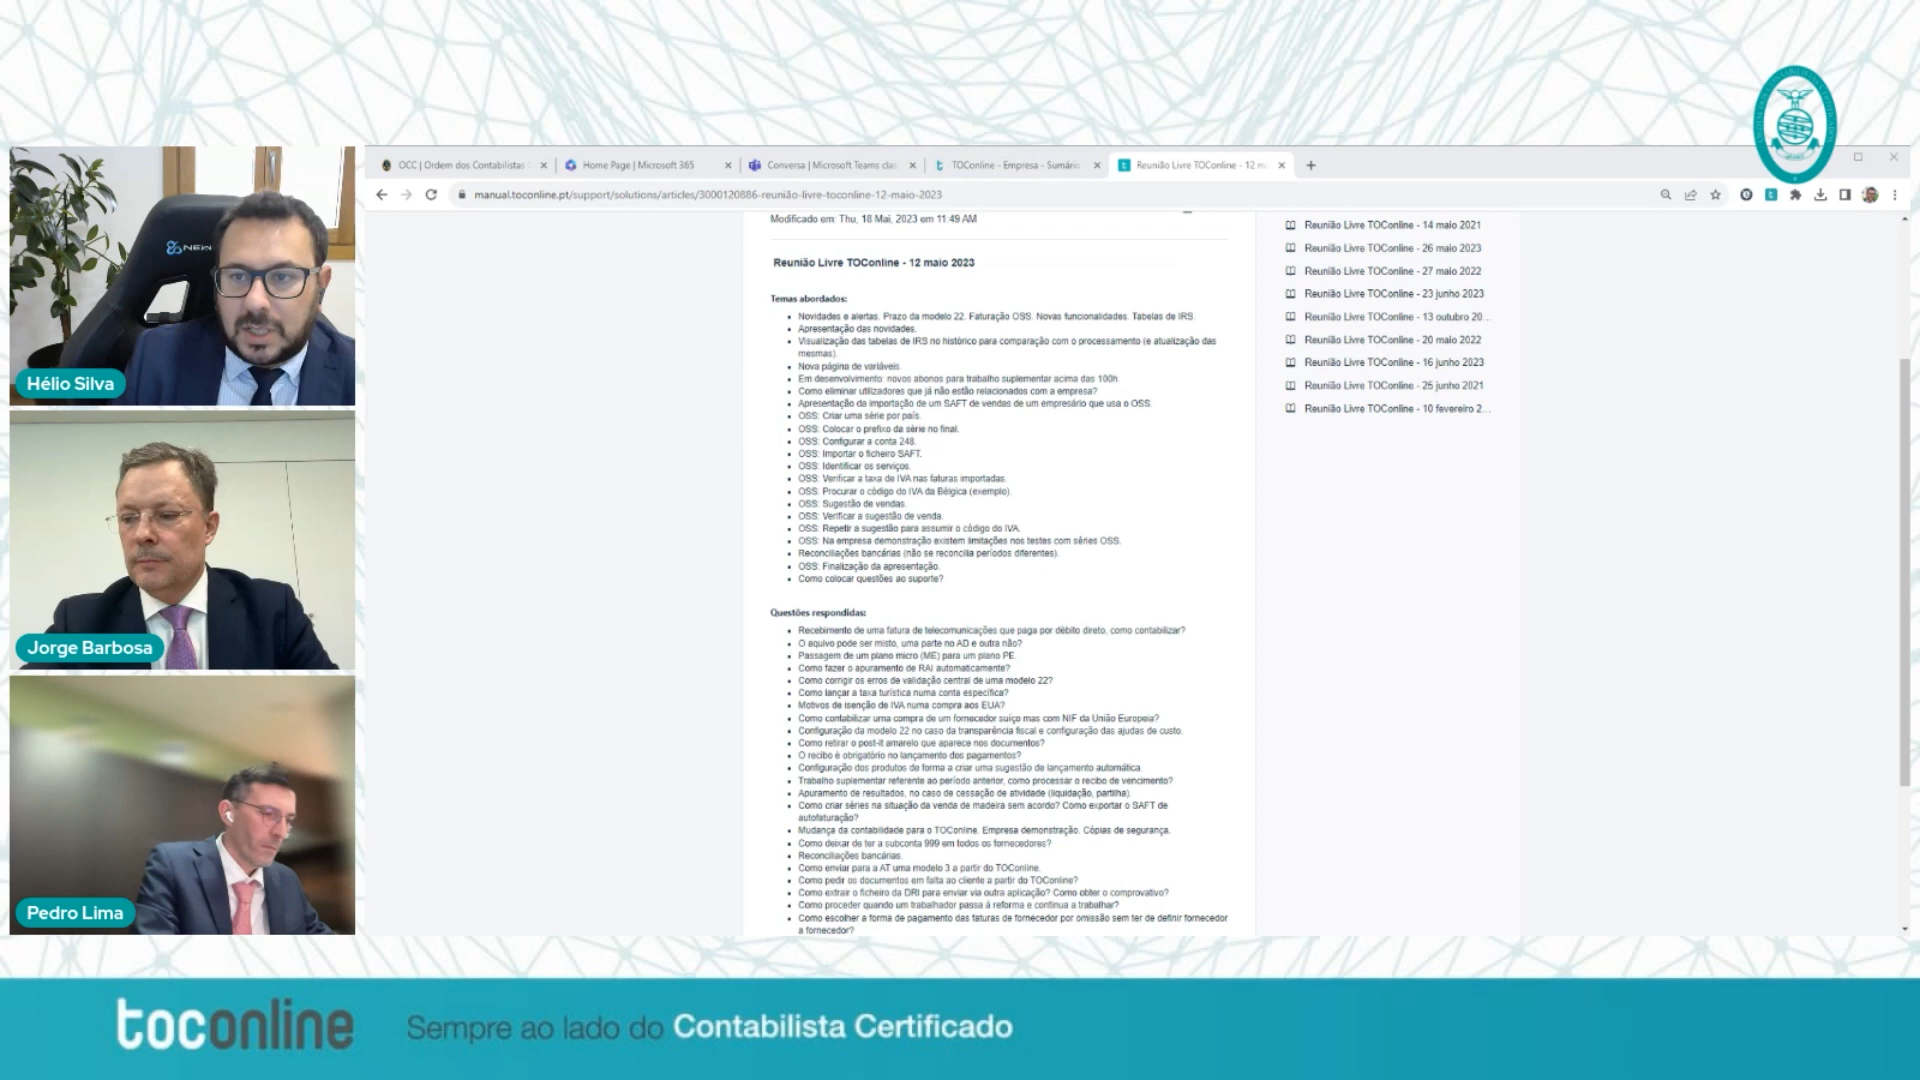 OCC | Ordem dos Contabilistas
Home Page | Microsoft 365
Conversa | Microsoft Teams clas
TOConline - Empresa - Sumário
Reunião Livre TOConline - 12 m
manual.toconline.pt/support/solutions/articles/3000120886-reunião-livre-toconline-12-maio-2023
NEW
Hélio Silva
Jorge Barbosa
Pedro Lima
Modificado em: Thu, 18 Mai, 2023 em 11:49 AM
Reunião Livre TOConline - 12 maio 2023
Temas abordados:
Novidades e alertas. Prazo da modelo 22. Faturação OSS. Novas funcionalidades. Tabelas de IRS.
Apresentação das novidades.
Visualização das tabelas de IRS no histórico para comparação com o processamento (e atualização das
mesmas).
Nova página de variáveis.
Em desenvolvimento: novos abonos para trabalho suplementar acima das 100h.
Como eliminar utilizadores que já não estão relacionados com a empresa?
Apresentação da importação de um SAFT de vendas de um empresário que usa o OSS.
OSS: Criar uma série por país.
OSS: Colocar o prefixo da série no final.
OSS: Configurar a conta 248.
OSS: Importar o ficheiro SAFT.
OSS: Identificar os serviços.
OSS: Verificar a taxa de IVA nas faturas importadas.
OSS: Procurar o código do IVA da Bélgica (exemplo).
OSS: Sugestão de vendas.
OSS: Verificar a sugestão de venda.
OSS: Repetir a sugestão para assumir o código do IVA.
OSS: Na empresa demonstração existem limitações nos testes com séries OSS.
Reconciliações bancárias (não se reconcilia períodos diferentes).
OSS: Finalização da apresentação.
Como colocar questões ao suporte?
Questões respondidas:
Recebimento de uma fatura de telecomunicações que paga por débito direto, como contabilizar?
O aquivo pode ser misto, uma parte no AD e outra não?
Passagem de um plano micro (ME) para um plano PE.
Como fazer o apuramento de RAI automaticamente?
Como corrigir os erros de validação central de uma modelo 22?
Como lançar a taxa turística numa conta específica?
Motivos de isenção de IVA numa compra aos EUA?
Como contabilizar uma compra de um fornecedor suíço mas com NIF da União Europeia?
Configuração da modelo 22 no caso da transparência fiscal e configuração das ajudas de custo.
Como retirar o post-it amarelo que aparece nos documentos?
O recibo é obrigatório no lançamento dos pagamentos?
Configuração dos produtos de forma a criar uma sugestão de lançamento automática.
Trabalho suplementar referente ao período anterior, como processar o recibo de vencimento?
Apuramento de resultados, no caso de cessação de atividade (liquidação, partilha).
Como criar séries na situação da venda de madeira sem acordo? Como exportar o SAFT de
autofaturação?
Mudança da contabilidade para o TOConline. Empresa demonstração. Cópias de segurança.
Como deixar de ter a subconta 999 em todos os fornecedores?
Reconciliações bancárias.
Como enviar para a AT uma modelo 3 a partir do TOConline.
Como pedir os documentos em falta ao cliente a partir do TOConline?
Como extrair o ficheiro da DRI para enviar via outra aplicação? Como obter o comprovativo?
Como proceder quando um trabalhador passa á reforma e continua a trabalhar?
Como escolher a forma de pagamento das faturas de fornecedor por omissão sem ter de definir fornecedor
a fornecedor?
Reunião Livre TOConline - 14 maio 2021
Reunião Livre TOConline - 26 maio 2023
Reunião Livre TOConline - 27 maio 2022
Reunião Livre TOConline - 23 junho 2023
Reunião Livre TOConline - 13 outubro 20...
Reunião Livre TOConline - 20 maio 2022
Reunião Livre TOConline - 16 junho 2023
Reunião Livre TOConline - 25 junho 2021
Reunião Livre TOConline - 10 fevereiro 2...
toconline
Sempre ao lado do Contabilista Certificado